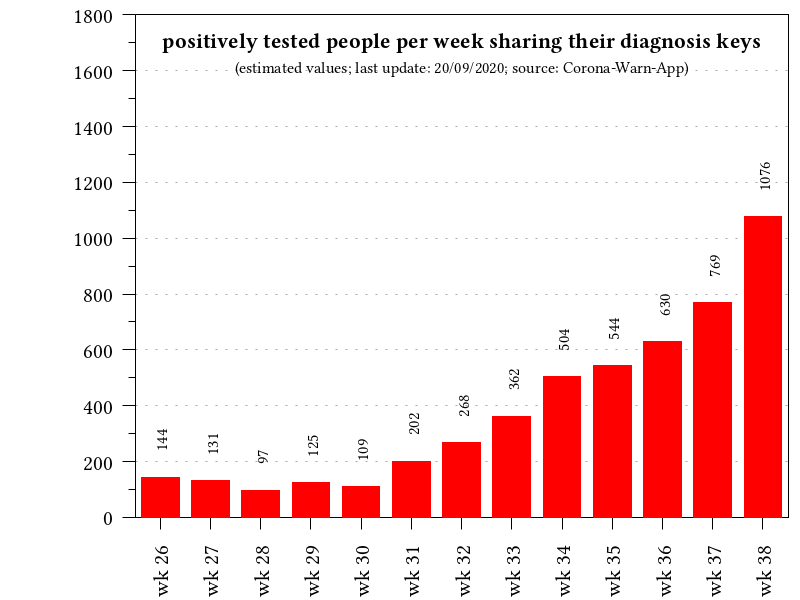 positively tested people per week sharing their diagnosis keys
(estimated values; last update: 20/09/2020; source: Corona-Warn-App)
1800
1600
1400
1200
1000
800
600
400
200
0
144
131
97
125
109
202
268
362
504
544
630
769
1076
wk 26
wk 27
wk 28
wk 29
wk 30
wk 31
wk 32
wk 33
wk 34
wk 35
wk 36
wk 37
wk 38